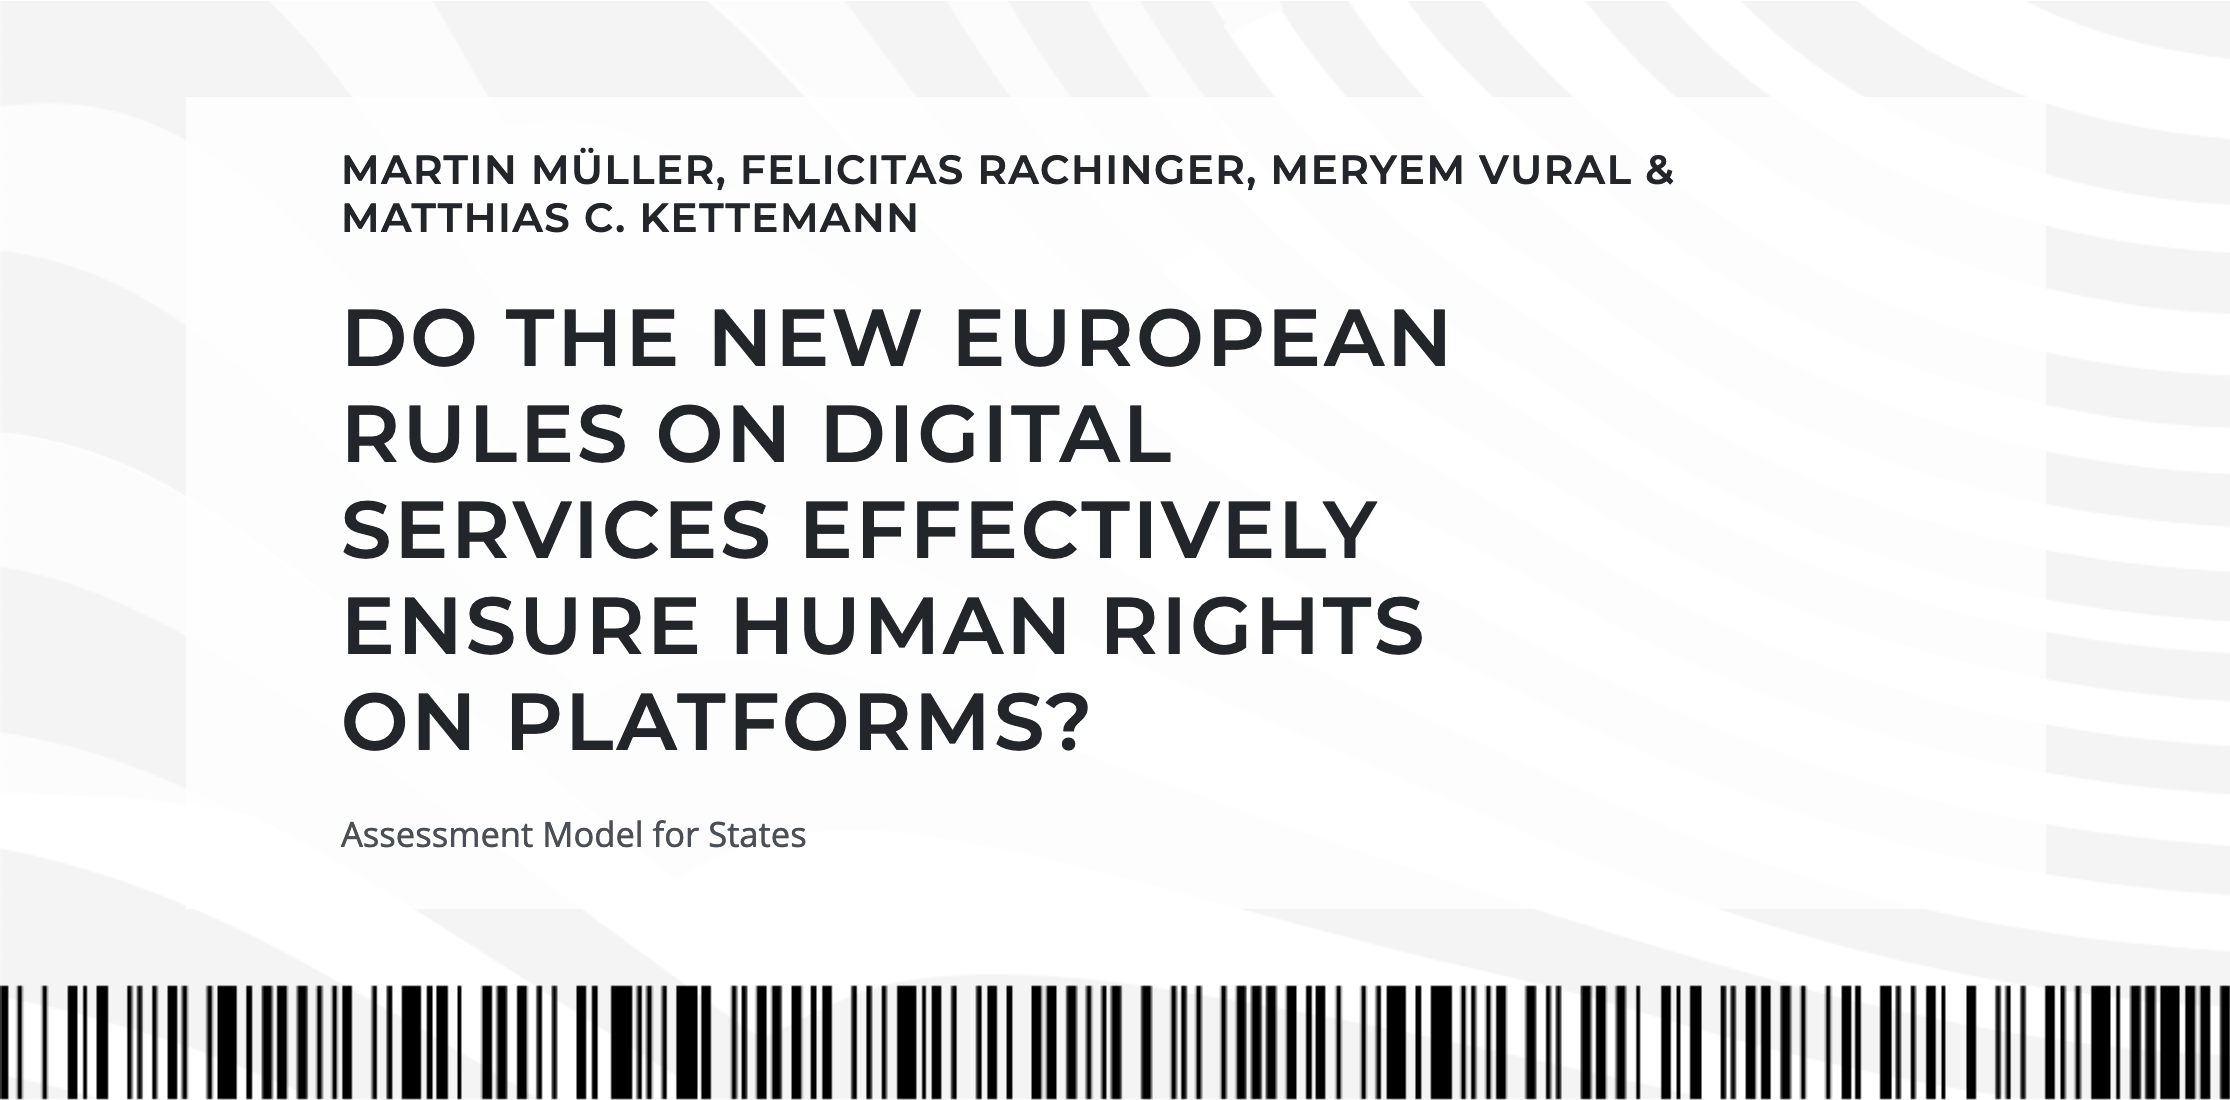 MARTIN MÜLLER, FELICITAS RACHINGER, MERYEM VURAL &
MATTHIAS C. KETTEMANN
DO THE NEW EUROPEAN
RULES ON DIGITAL
SERVICES EFFECTIVELY
ENSURE HUMAN RIGHTS
ON PLATFORMS?
Assessment Model for States